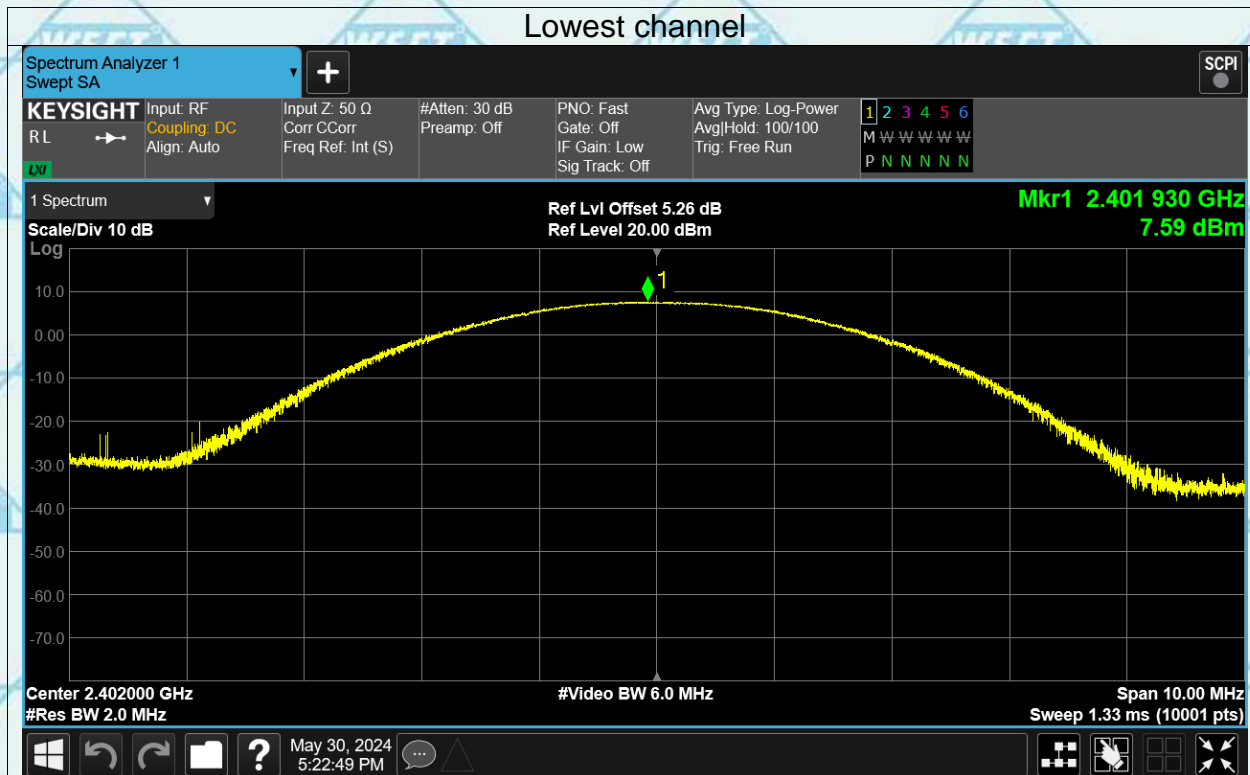 Lowest channel
Spectrum Analyzer 1
Swept SA
+
SCPI
KEYSIGHT
RL
LXI
Input: RF
Coupling: DC
Align: Auto
Input Z: 50 Ω
Corr CCorr
Freq Ref: Int (S)
#Atten: 30 dB
Preamp: Off
PNO: Fast
Gate: Off
IF Gain: Low
Sig Track: Off
Avg Type: Log-Power
Avg|Hold: 100/100
Trig: Free Run
1 2 3 4 5 6
M W W W W W
P N N N N N
1 Spectrum
Scale/Div 10 dB
Log
Ref Lvl Offset 5.26 dB
Ref Level 20.00 dBm
Mkr1 2.401 930 GHz
7.59 dBm
1
10.0
0.00
-10.0
-20.0
-30.0
-40.0
-50.0
-60.0
-70.0
Center 2.402000 GHz
#Res BW 2.0 MHz
#Video BW 6.0 MHz
Span 10.00 MHz
Sweep 1.33 ms (10001 pts)
?
May 30, 2024
5:22:49 PM